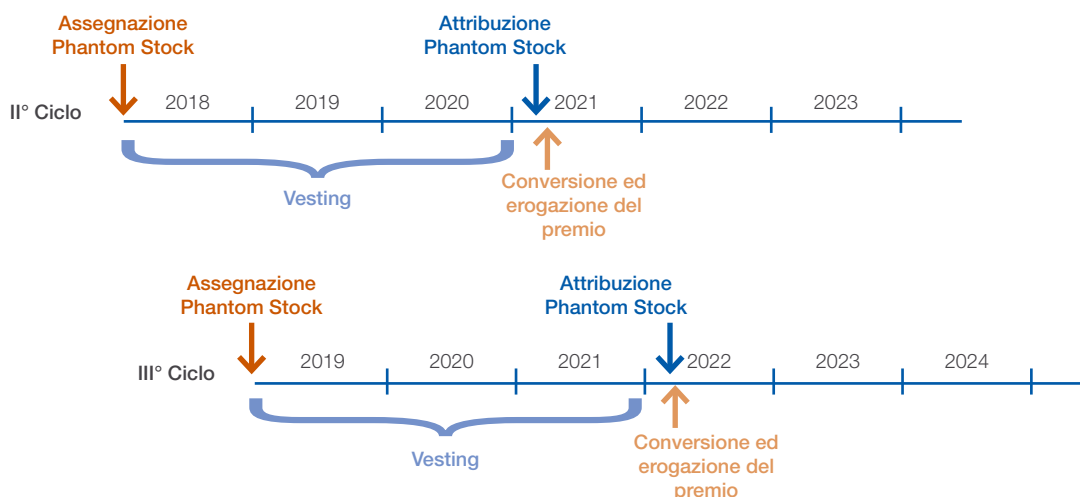 Assegnazione
Phantom Stock
Attribuzione
Phantom Stock
II° Ciclo
2018
2019
2020
2021
2022
2023
Vesting
Conversione ed
erogazione del
premio
Assegnazione
Phantom Stock
Attribuzione
Phantom Stock
III° Ciclo
2019
2020
2021
2022
2023
2024
Vesting
Conversione ed
erogazione del
premio